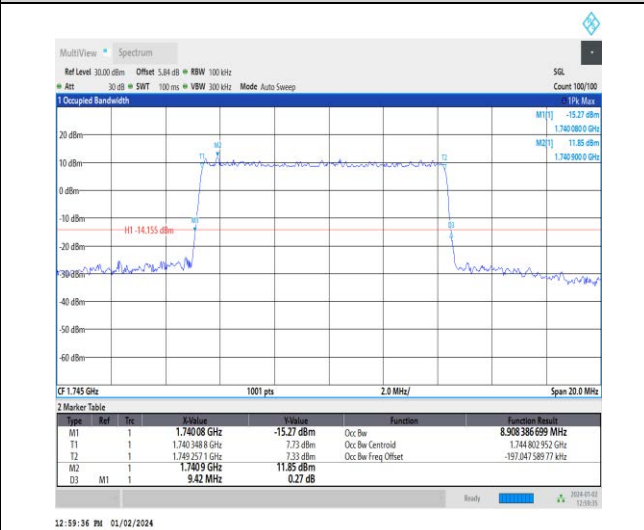 MultiView Spectrum
Ref Level 30.00 dBm Offset 5.84 dB RBW 100 kHz SGL
Att 30 dB SWT 100 ms VBW 300 kHz Mode Auto Sweep Count 100/100
1 Occupied Bandwidth 1Pk Max
M1[1] -15.27 dBm
1.740 080 0 GHz
M2[1] 11.85 dBm
1.740 900 0 GHz
20 dBm
M2
T1
T2
10 dBm
0 dBm
-10 dBm
M3
D3
H1 -14.155 dBm
-20 dBm
-30 dBm
-40 dBm
-50 dBm
-60 dBm
CF 1.745 GHz 1001 pts 2.0 MHz/ Span 20.0 MHz
2 Marker Table
Type Ref Trc X-Value Y-Value Function Function Result
M1 1 1.74008 GHz -15.27 dBm Occ Bw 8.908 386 699 MHz
T1 1 1.740 348 8 GHz 7.73 dBm Occ Bw Centroid 1.744 802 952 GHz
T2 1 1.749 257 1 GHz 7.33 dBm Occ Bw Freq Offset -197.047 589 77 kHz
M2 1 1.7409 GHz 11.85 dBm
D3 M1 1 9.42 MHz 0.27 dB
Ready 2024-01-02
12:59:35
12:59:36 PM 01/02/2024